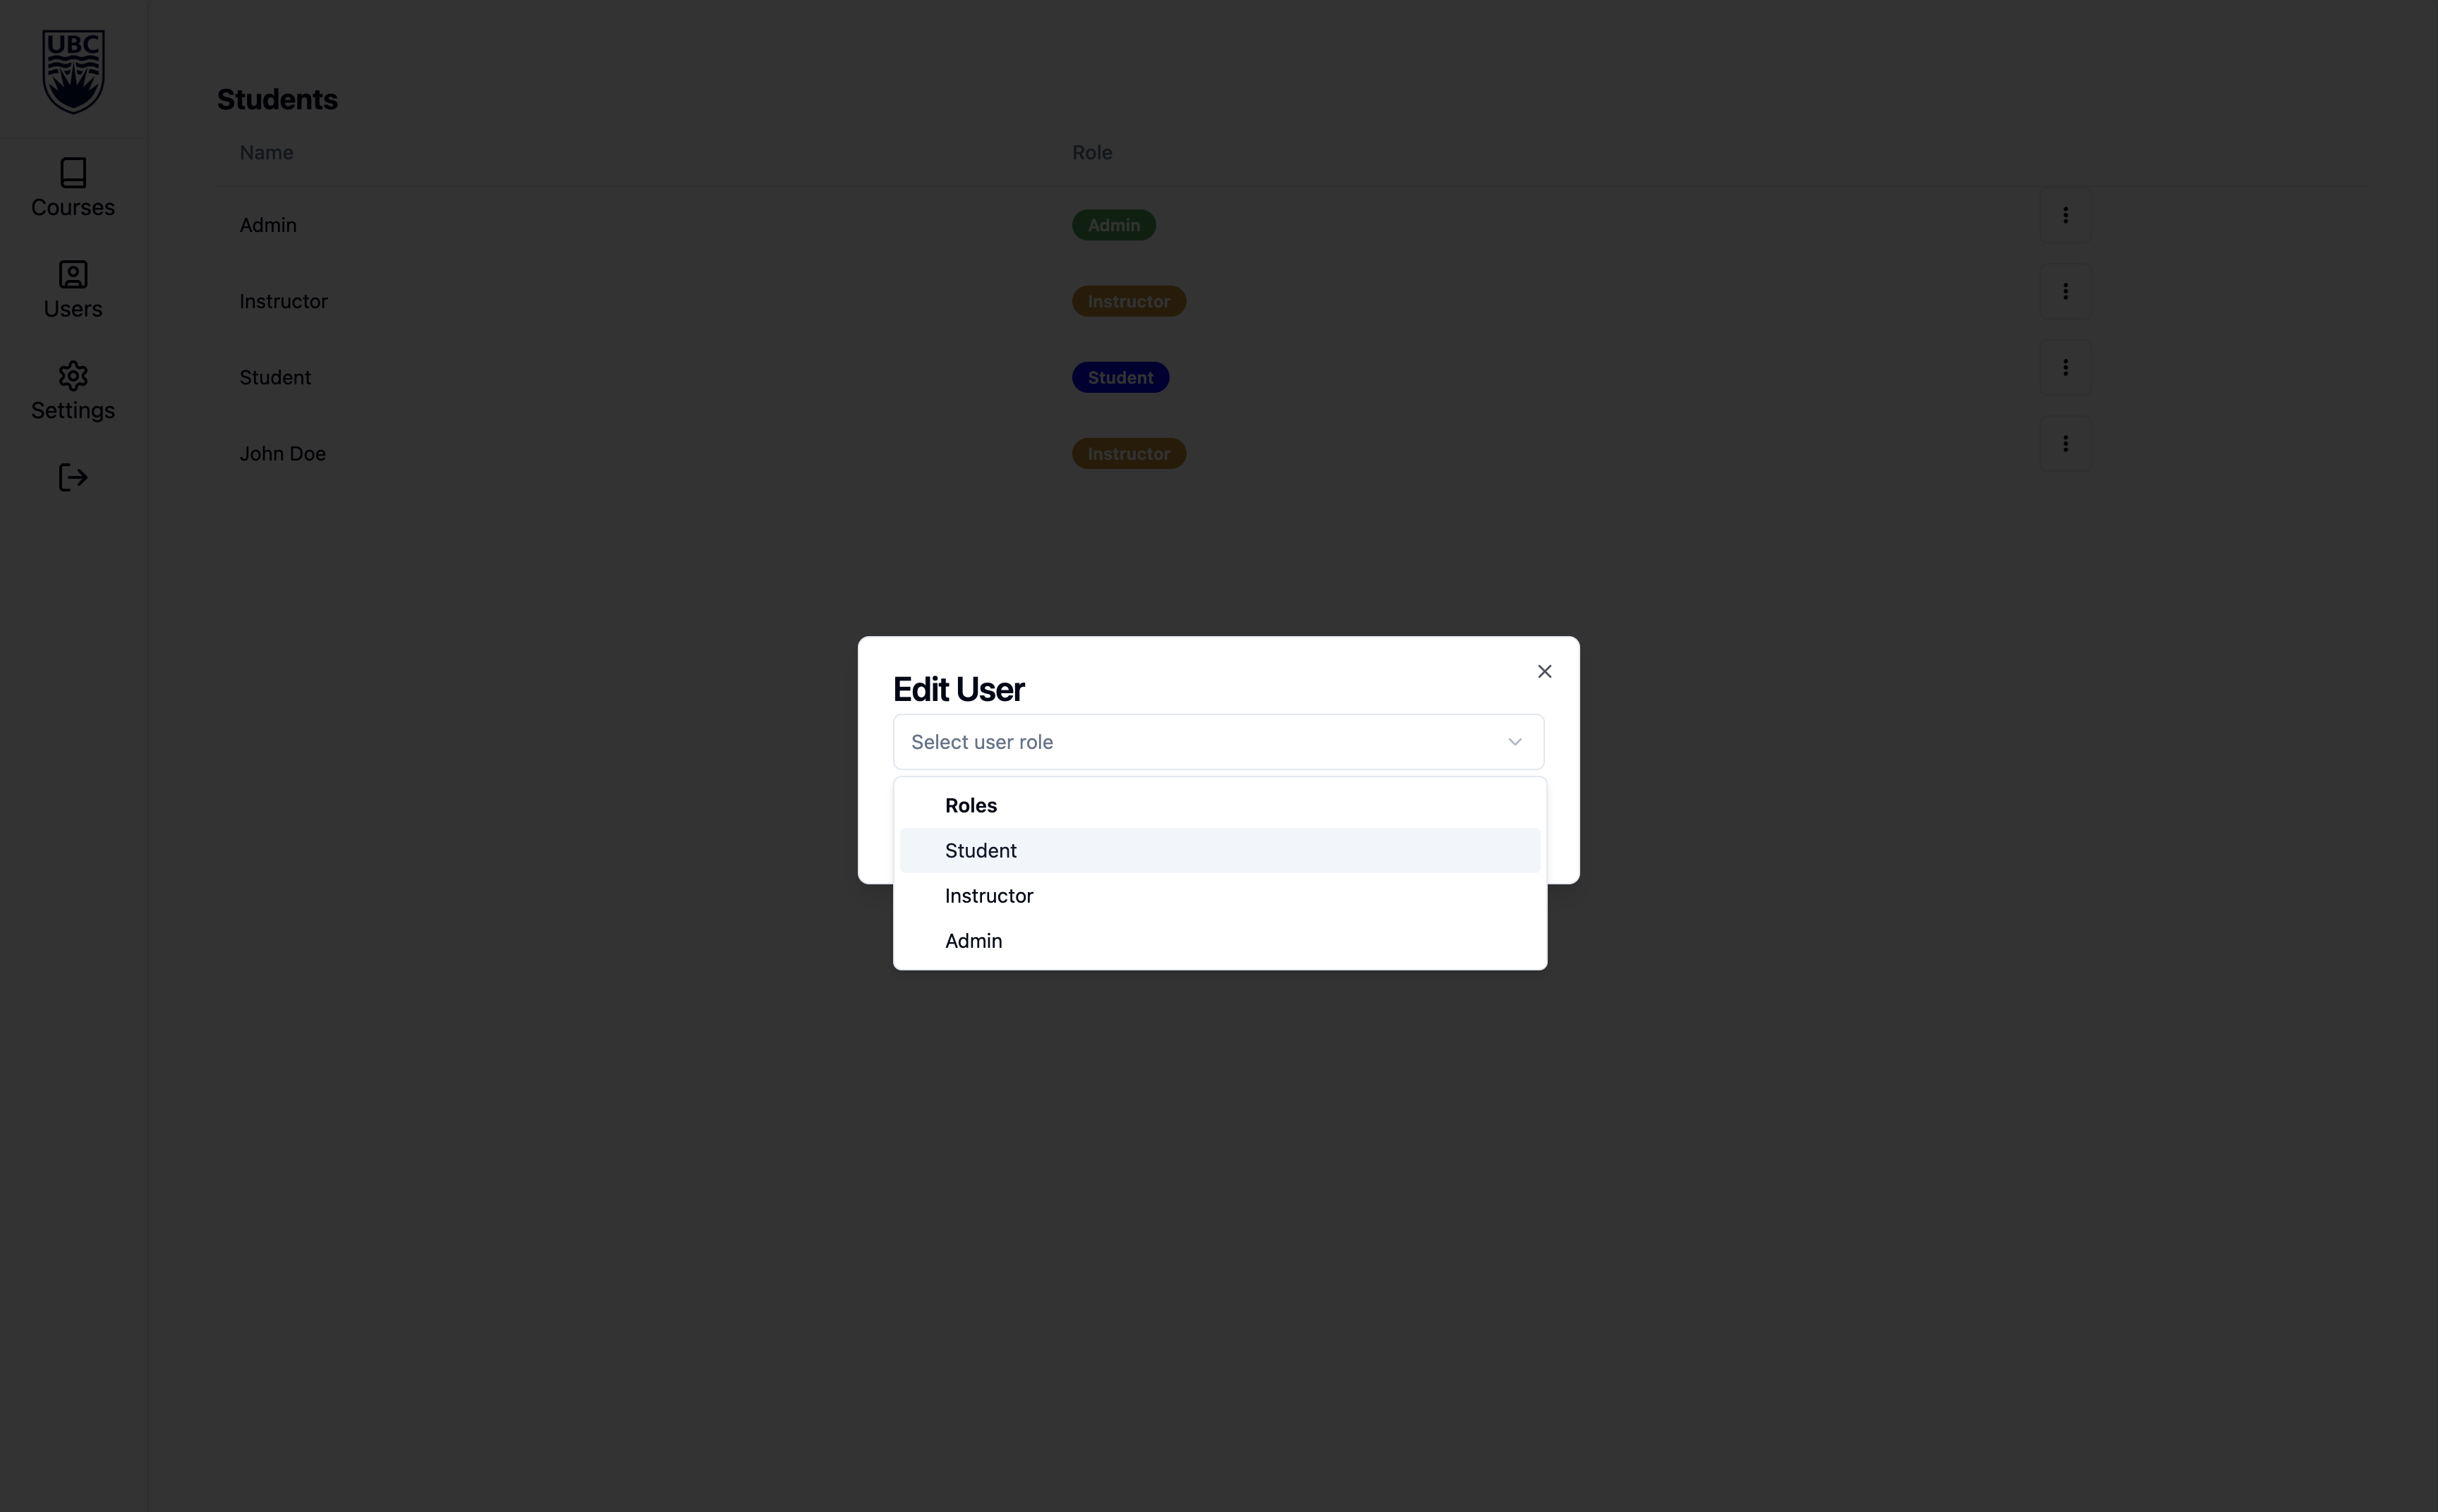 UBC
Courses
Users
Settings
Students
Name Role
Admin Admin
Instructor Instructor
Student Student
John Doe Instructor
Edit User
Select user role
Roles
Student
Instructor
Admin